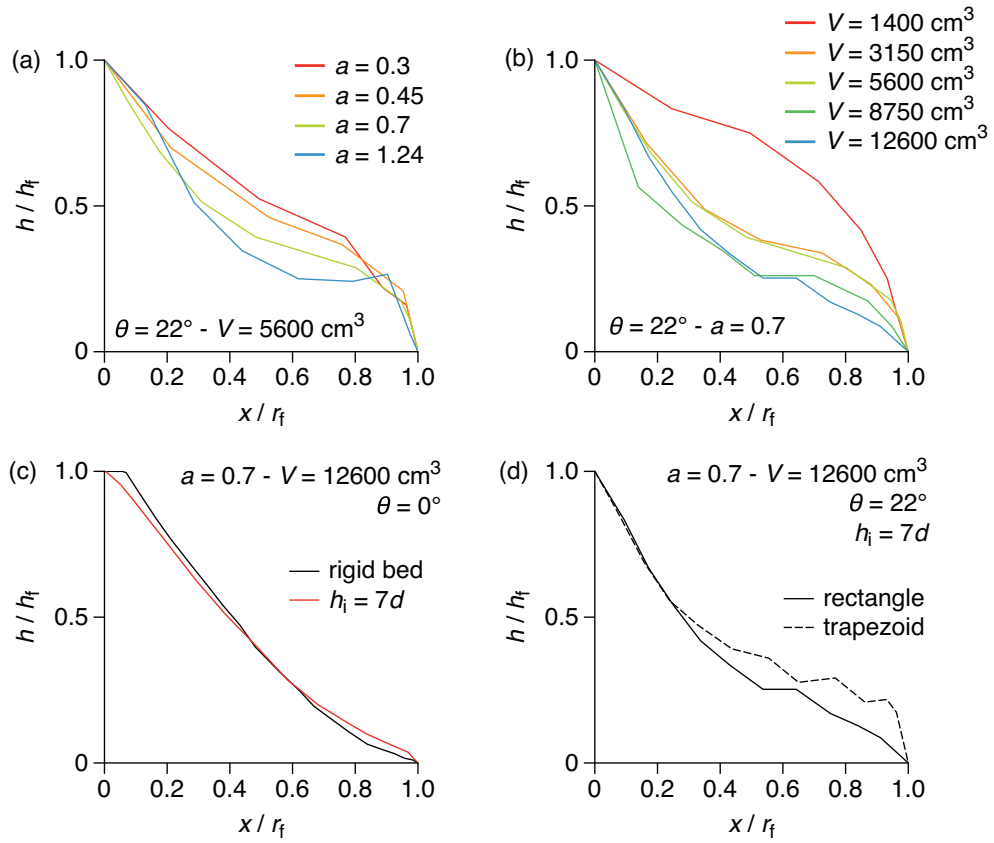 (a)
a = 0.3
a = 0.45
a = 0.7
a = 1.24
1.0
0.5
0
h / hf
θ = 22° - V = 5600 cm³
0 0.2 0.4 0.6 0.8 1.0
x / rf
(b)
V = 1400 cm³
V = 3150 cm³
V = 5600 cm³
V = 8750 cm³
V = 12600 cm³
1.0
0.5
0
h / hf
θ = 22° - a = 0.7
0 0.2 0.4 0.6 0.8 1.0
x / rf
(c)
a = 0.7 - V = 12600 cm³
θ = 0°
rigid bed
hi = 7d
1.0
0.5
0
h / hf
0 0.2 0.4 0.6 0.8 1.0
x / rf
(d)
a = 0.7 - V = 12600 cm³
θ = 22°
hi = 7d
rectangle
trapezoid
1.0
0.5
0
h / hf
0 0.2 0.4 0.6 0.8 1.0
x / rf